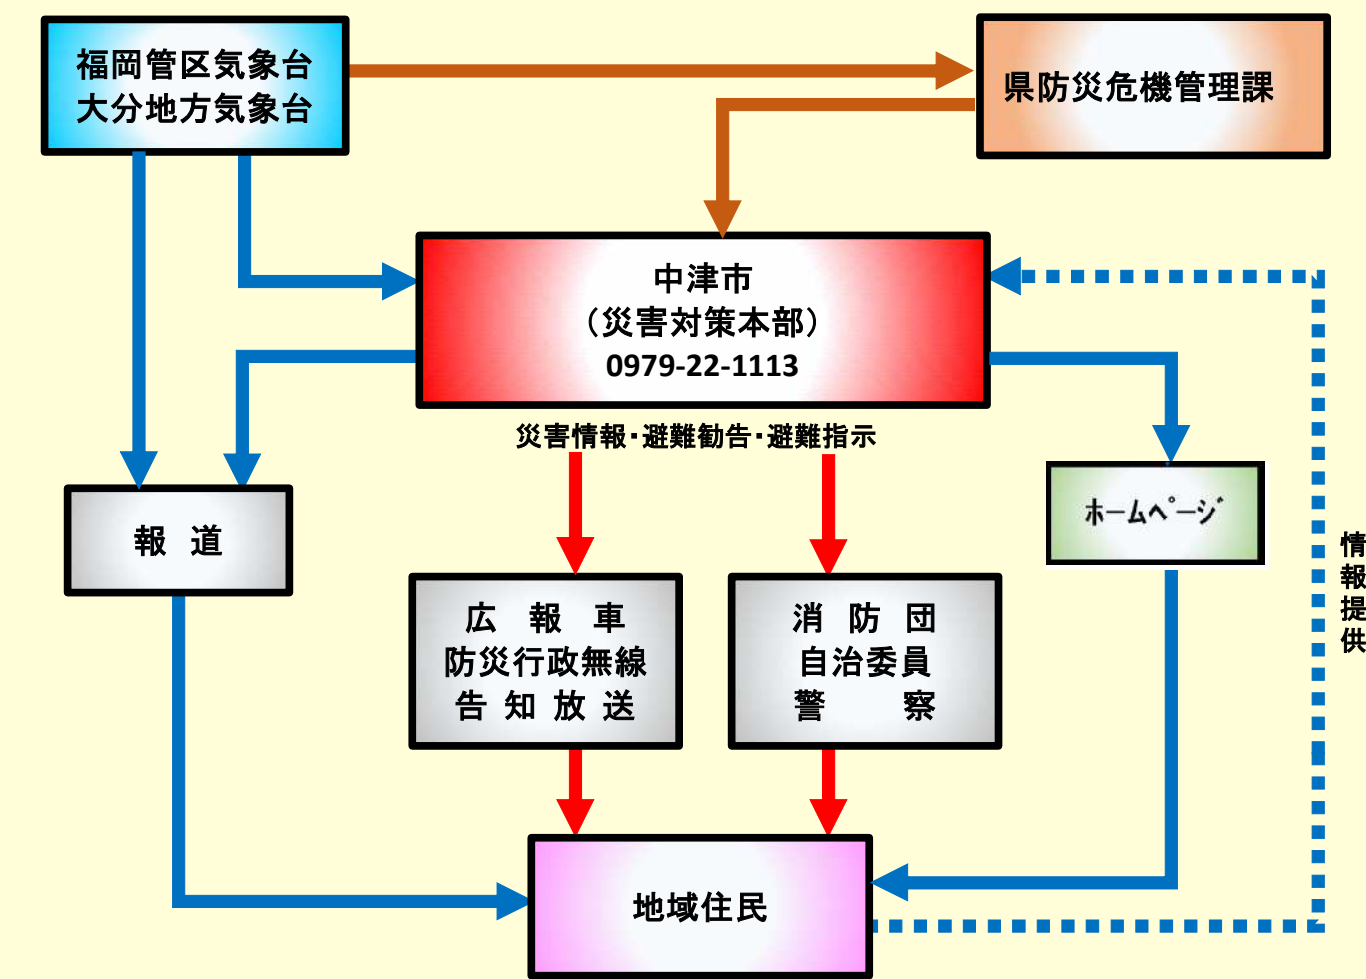 福岡管区気象台
大分地方気象台
県防災危機管理課
中津市
（災害対策本部）
0979-22-1113
災害情報・避難勧告・避難指示
報 道
ホームページ
情報提供
広 報 車
防災行政無線
告 知 放 送
消 防 団
自治委員
警 察
地域住民